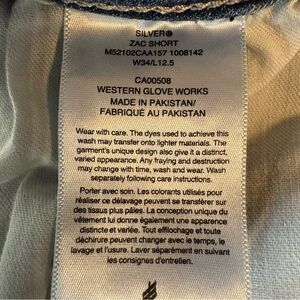 SILVER®
ZAC SHORT
M52102CAA157 1008142
W34/L12.5
CA00508
WESTERN GLOVE WORKS
MADE IN PAKISTAN/
FABRIQUÉ AU PAKISTAN
Wear with care. The dyes used to achieve this
wash may transfer onto lighter materials. The
garment's unique design also give it a distinct,
varied appearance. Any fraying and destruction
may change with time, wash and wear. Wash
separately following care instructions.
Porter avec soin. Les colorants utilisés pour
réaliser ce délavage peuvent se transférer sur
des tissus plus pâles. La conception unique du
vêtement lui donne également une apparence
distincte et variée. Tout effilochage et toute
déchirure peuvent changer avec le temps, le
lavage et l'usure. Laver séparément en suivant
les consignes d'entretien.